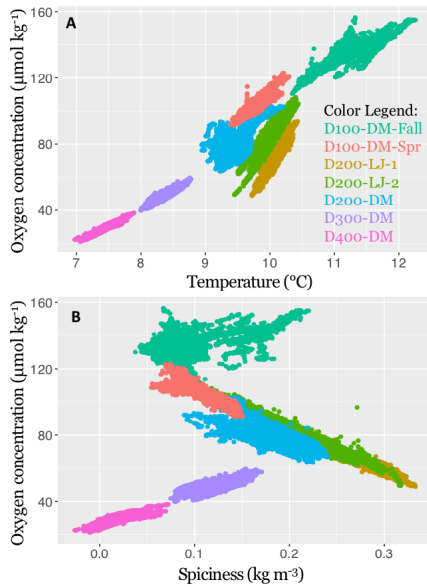 A
Oxygen concentration (µmol kg⁻¹)
160
120
80
40
Color Legend:
D100-DM-Fall
D100-DM-Spr
D200-LJ-1
D200-LJ-2
D200-DM
D300-DM
D400-DM
7 8 9 10 11 12
Temperature (°C)
B
Oxygen concentration (µmol kg⁻¹)
160
120
80
40
0.0 0.1 0.2 0.3
Spiciness (kg m⁻³)